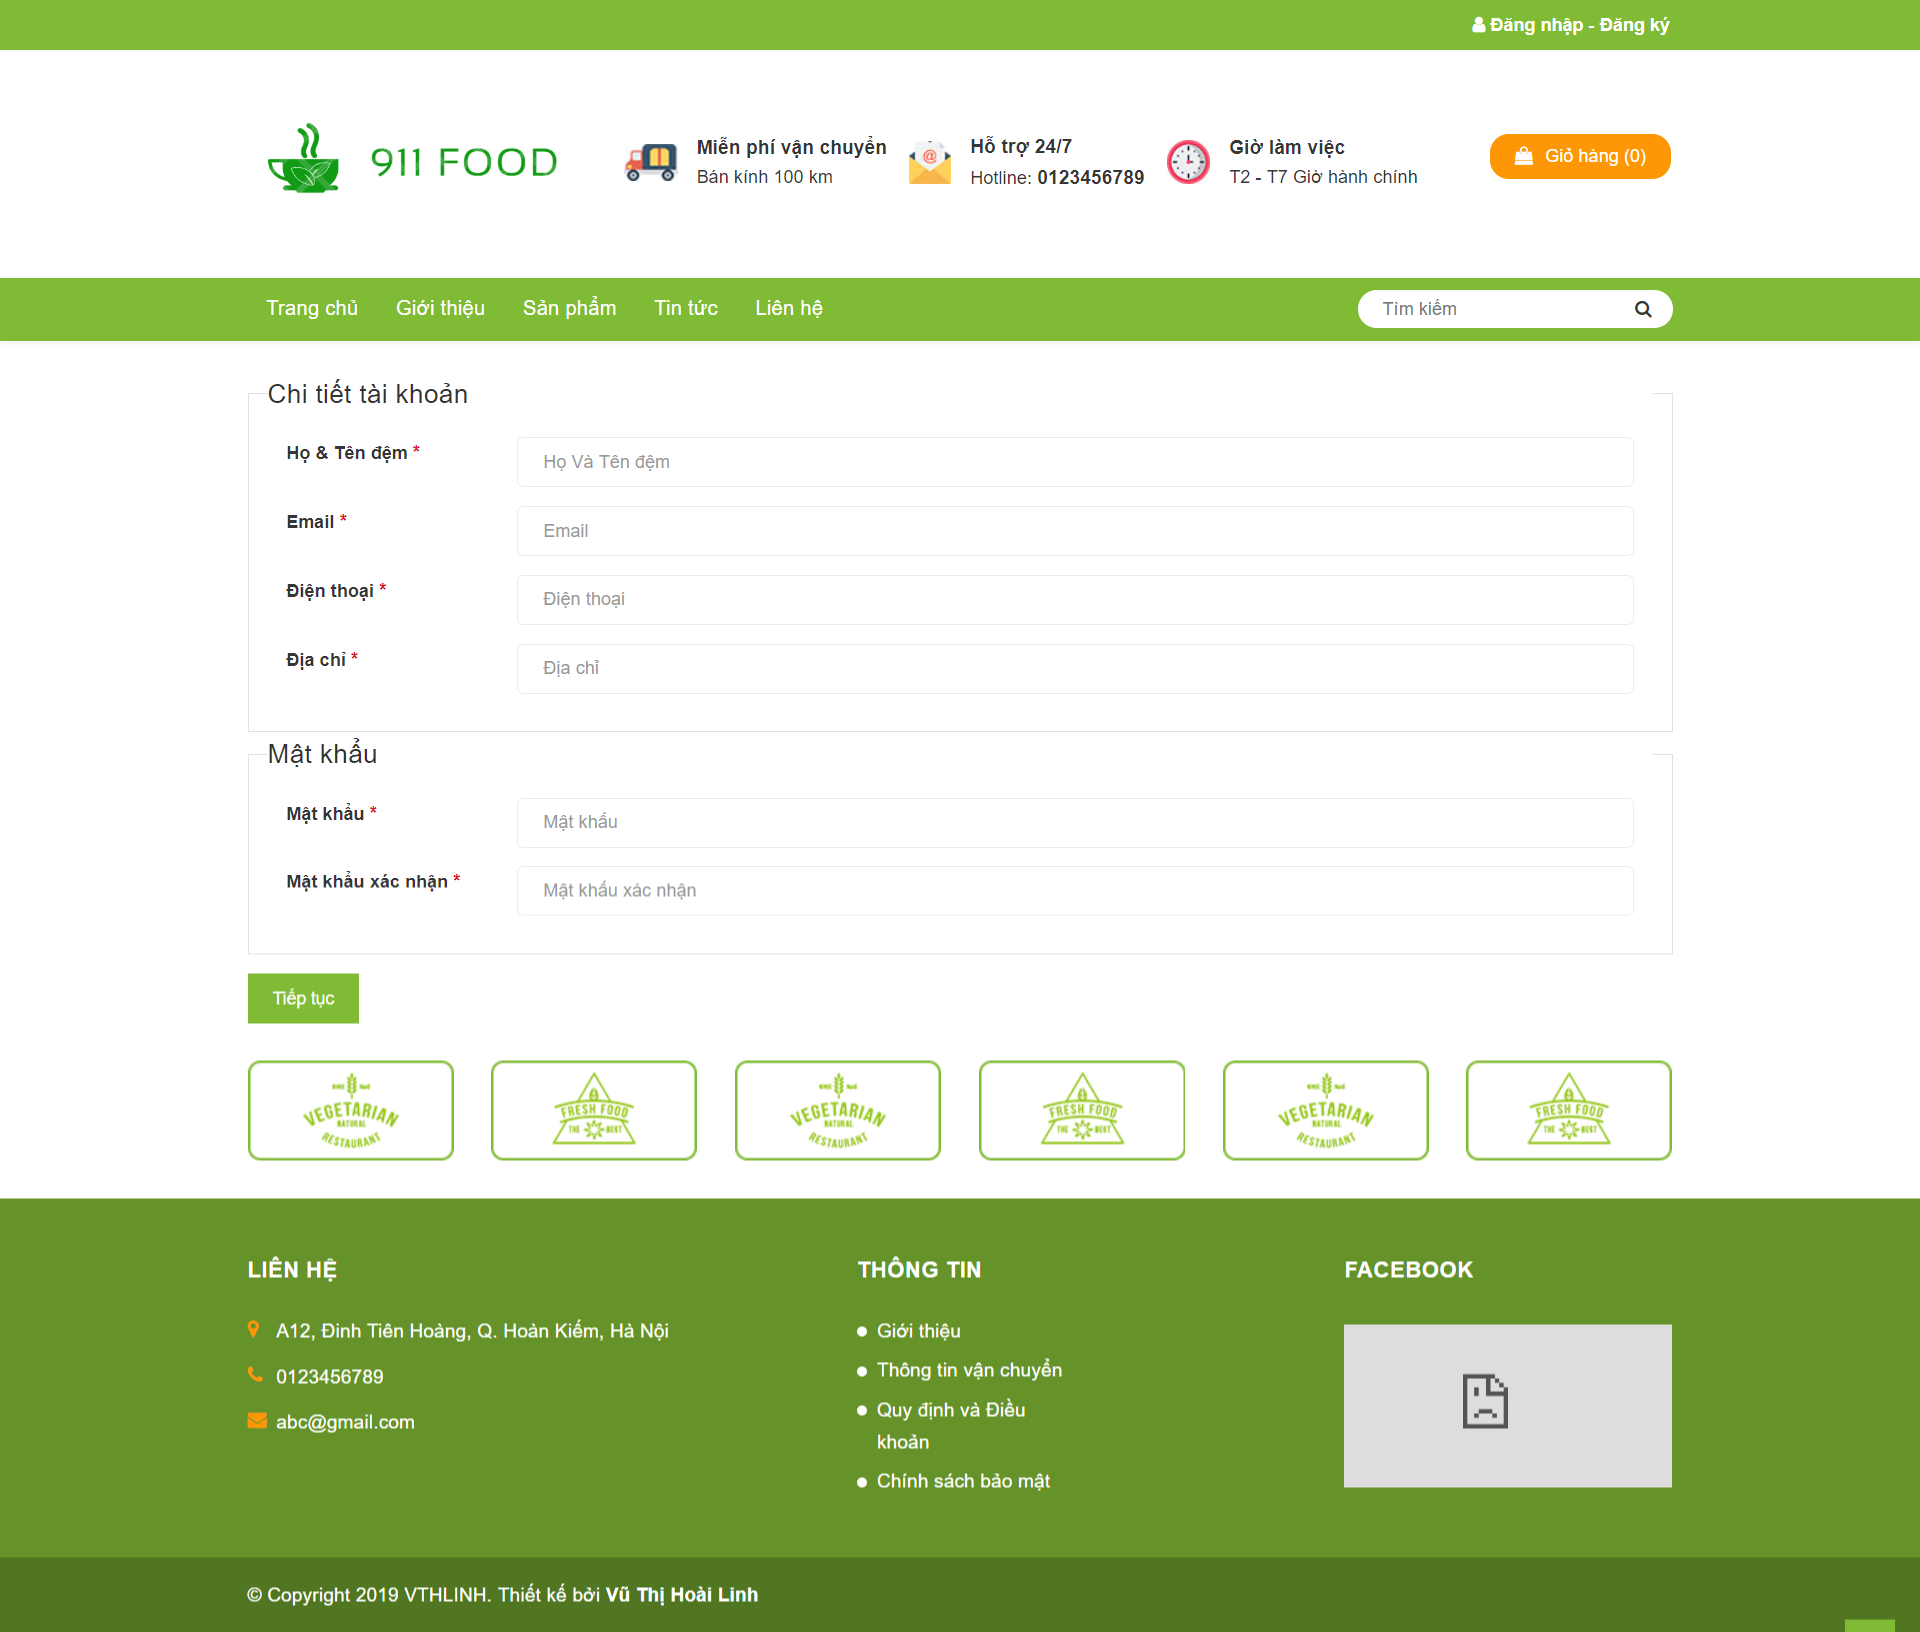 Đăng nhập - Đăng ký
911 FOOD
Miễn phí vận chuyển
Bán kính 100 km
Hỗ trợ 24/7
Hotline: 0123456789
Giờ làm việc
T2 - T7 Giờ hành chính
Giỏ hàng (0)
Trang chủ
Giới thiệu
Sản phẩm
Tin tức
Liên hệ
Tìm kiếm
Chi tiết tài khoản
Họ & Tên đệm *
Họ Và Tên đệm
Email *
Email
Điện thoại *
Điện thoại
Địa chỉ *
Địa chỉ
Mật khẩu
Mật khẩu *
Mật khẩu
Mật khẩu xác nhận *
Mật khẩu xác nhận
Tiếp tục
VEGETARIAN
NATURAL
RESTAURANT
FRESH FOOD
THE BEST
VEGETARIAN
NATURAL
RESTAURANT
FRESH FOOD
THE BEST
VEGETARIAN
NATURAL
RESTAURANT
FRESH FOOD
THE BEST
LIÊN HỆ
A12, Đinh Tiên Hoàng, Q. Hoàn Kiếm, Hà Nội
0123456789
abc@gmail.com
THÔNG TIN
Giới thiệu
Thông tin vận chuyển
Quy định và Điều
khoản
Chính sách bảo mật
FACEBOOK
© Copyright 2019 VTHLINH. Thiết kế bởi Vũ Thị Hoài Linh